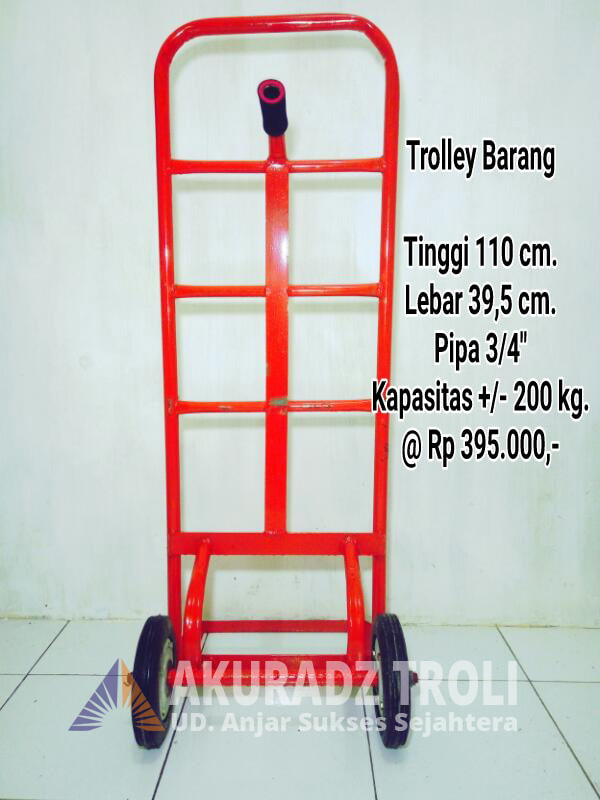 Trolley Barang
Tinggi 110 cm.
Lebar 39,5 cm.
Pipa 3/4"
Kapasitas +/- 200 kg.
@ Rp 395.000,-
AKURADZ TROLI
UD. Anjar Sukses Sejahtera